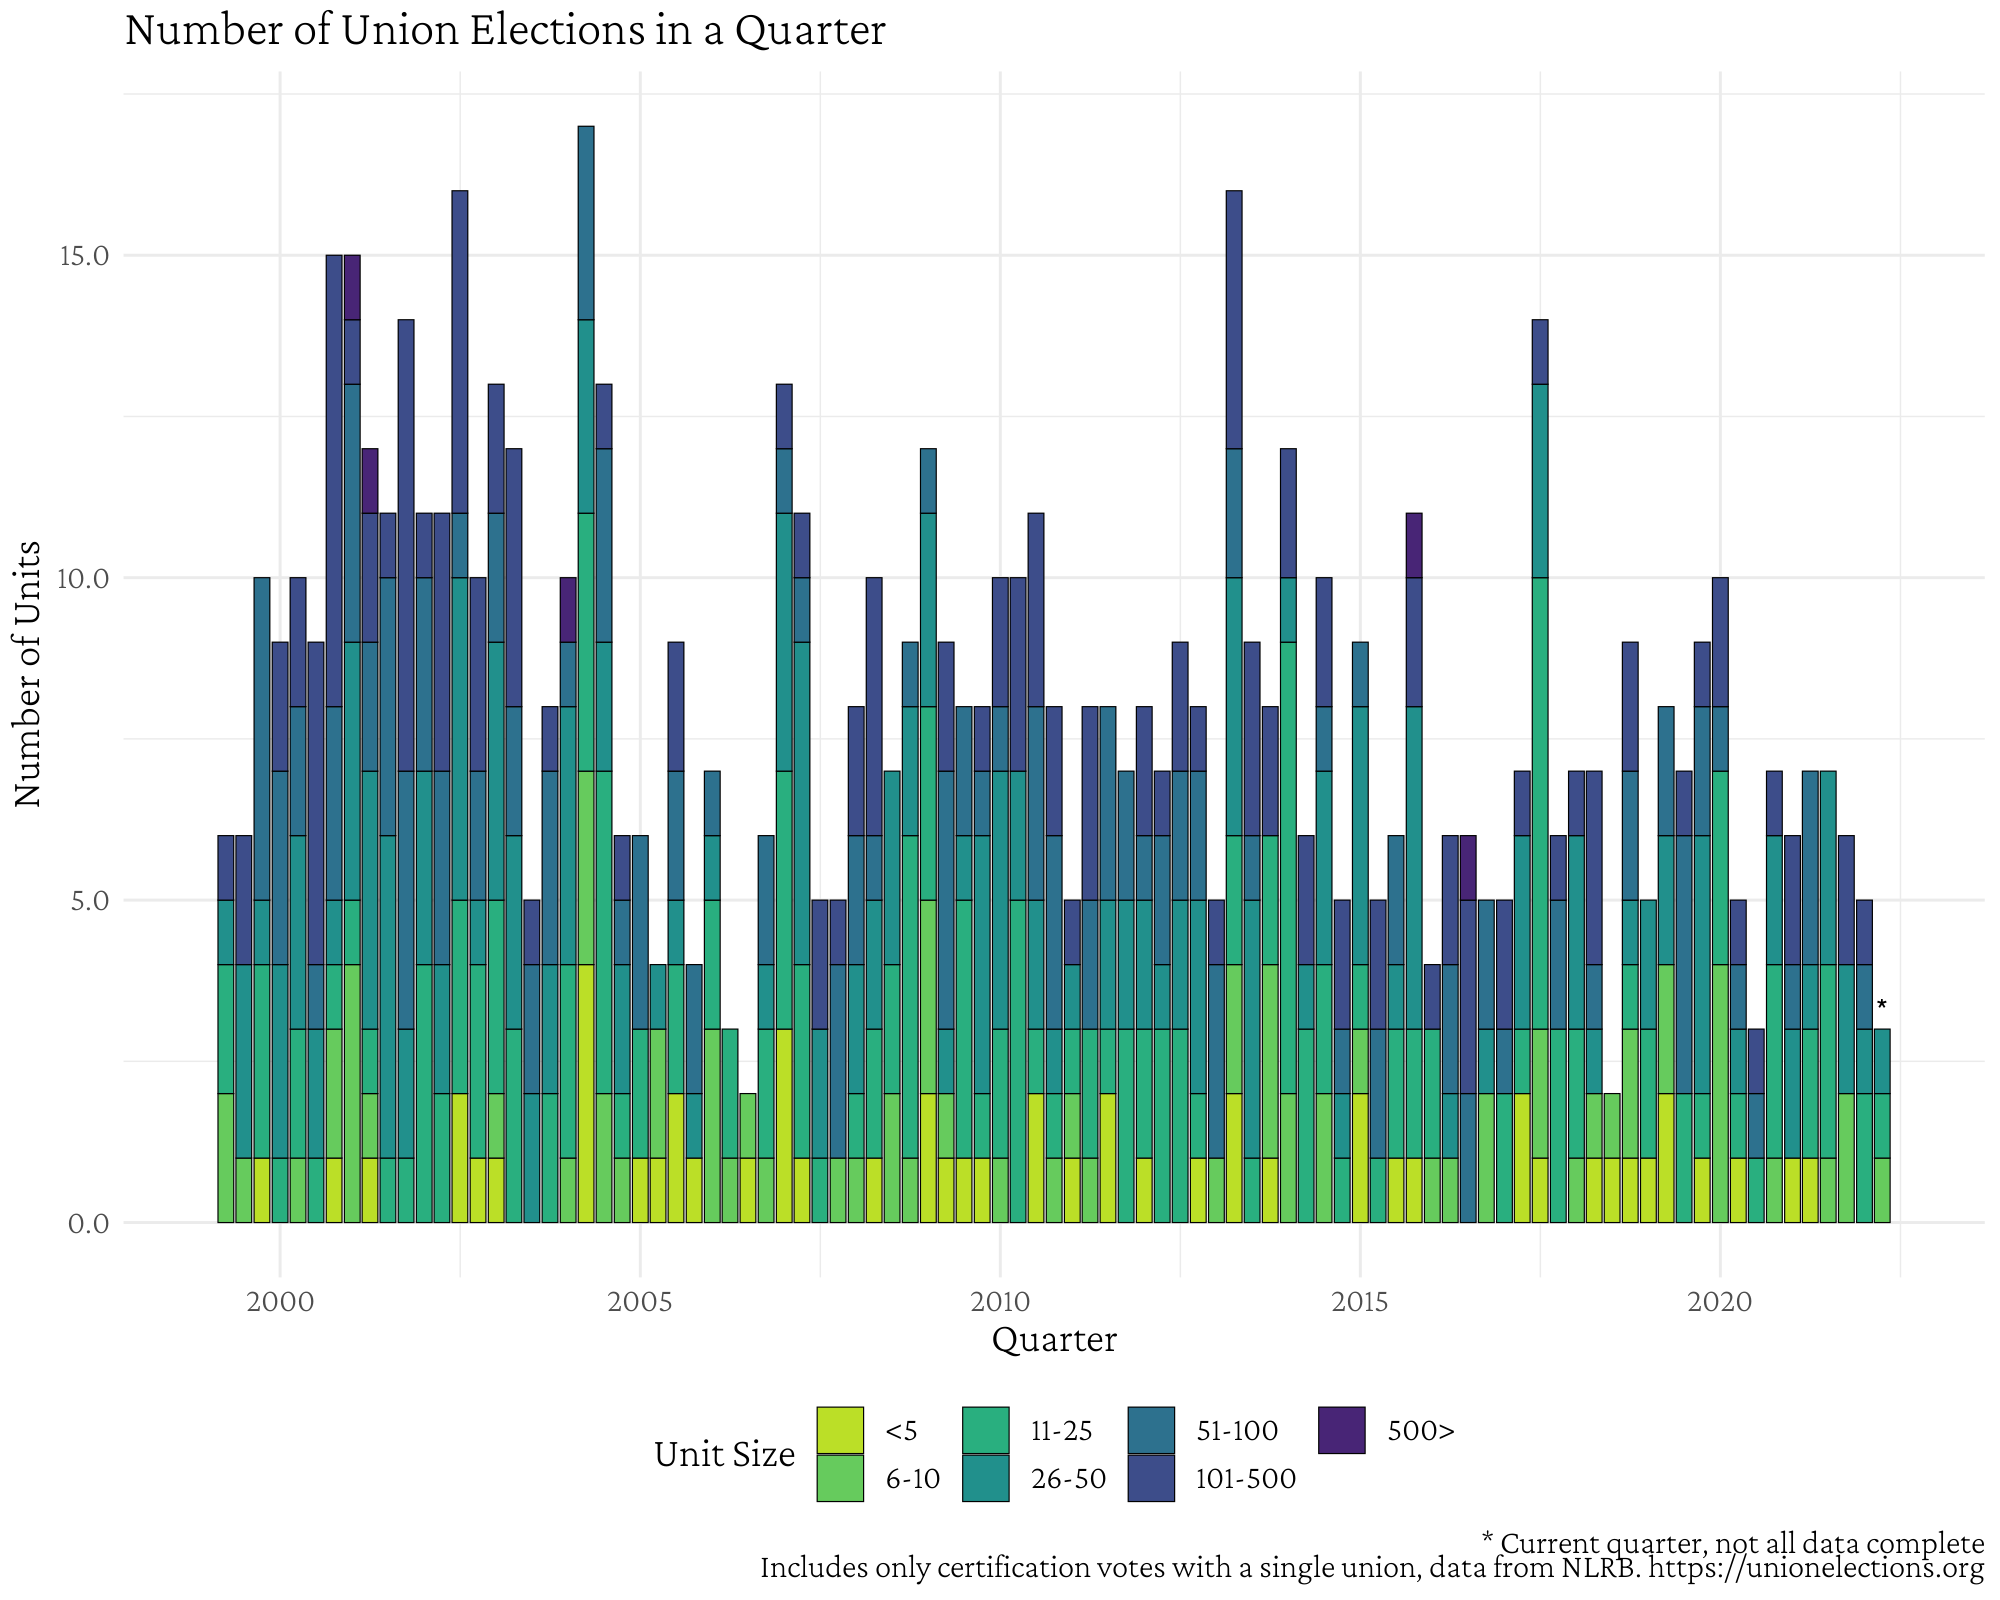 Number of Union Elections in a Quarter
Number of Units
15.0
10.0
5.0
0.0
2000 2005 2010 2015 2020
*
Quarter
Unit Size
<5 11-25 51-100 500>
6-10 26-50 101-500
* Current quarter, not all data complete
Includes only certification votes with a single union, data from NLRB. https://unionelections.org